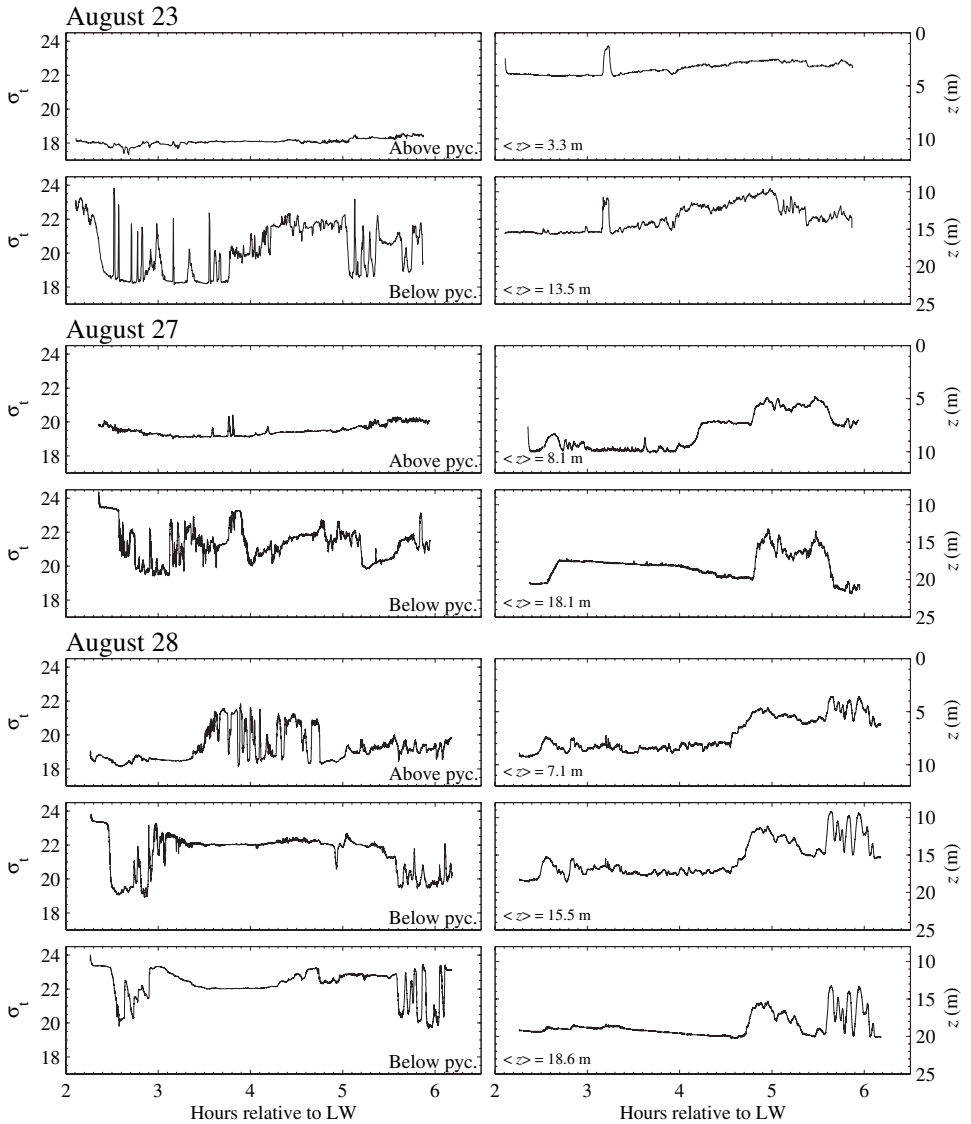 August 23
24
22
20
18
σt
Above pyc.
< z> = 3.3 m
0
5
10
z (m)
24
22
20
18
σt
Below pyc.
< z> = 13.5 m
10
15
20
25
z (m)
August 27
24
22
20
18
σt
Above pyc.
< z> = 8.1 m
0
5
10
z (m)
24
22
20
18
σt
Below pyc.
< z> = 18.1 m
10
15
20
25
z (m)
August 28
24
22
20
18
σt
Above pyc.
< z> = 7.1 m
0
5
10
z (m)
24
22
20
18
σt
Below pyc.
< z> = 15.5 m
10
15
20
25
z (m)
24
22
20
18
σt
Below pyc.
< z> = 18.6 m
10
15
20
25
z (m)
2 3 4 5 6
2 3 4 5 6
Hours relative to LW
Hours relative to LW